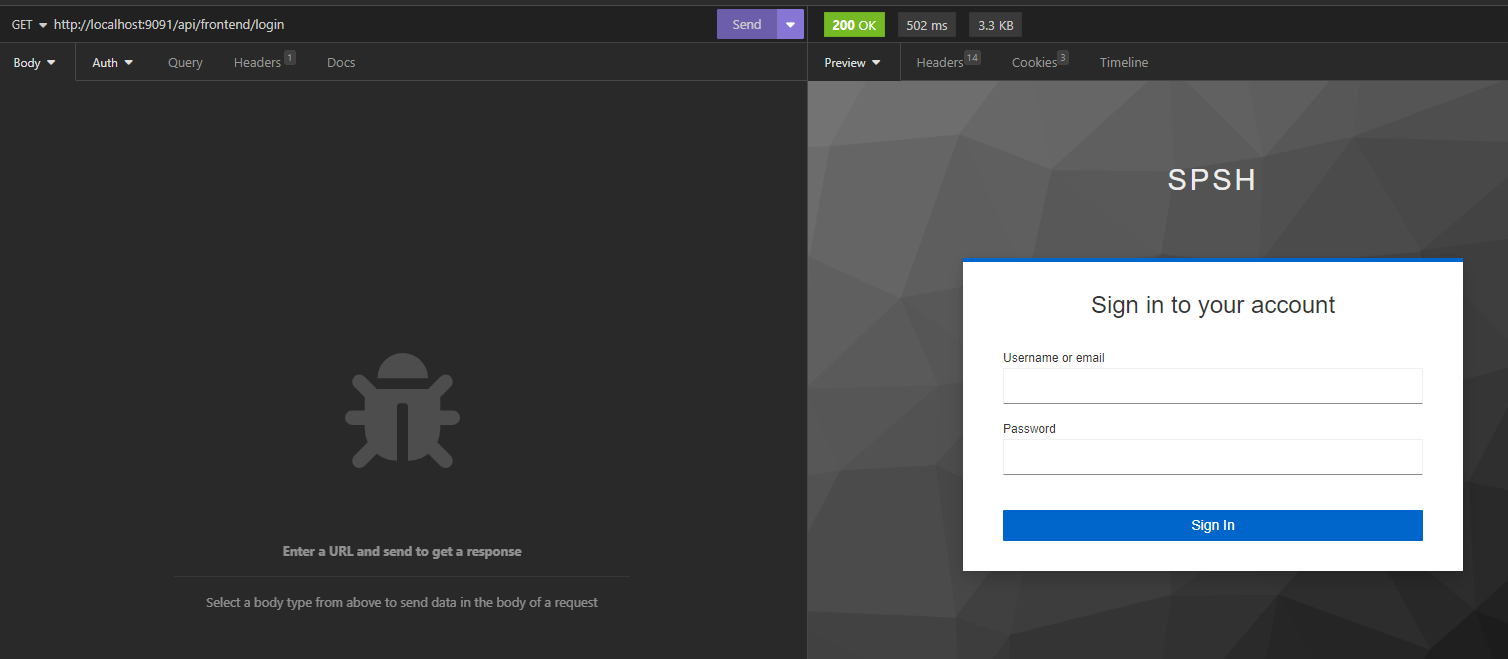 GET http://localhost:9091/api/frontend/login Send
200 OK 502 ms 3.3 KB
Body Auth Query Headers 1 Docs
Preview Headers 14 Cookies 3 Timeline
Enter a URL and send to get a response
Select a body type from above to send data in the body of a request
SPSH
Sign in to your account
Username or email
Password
Sign In